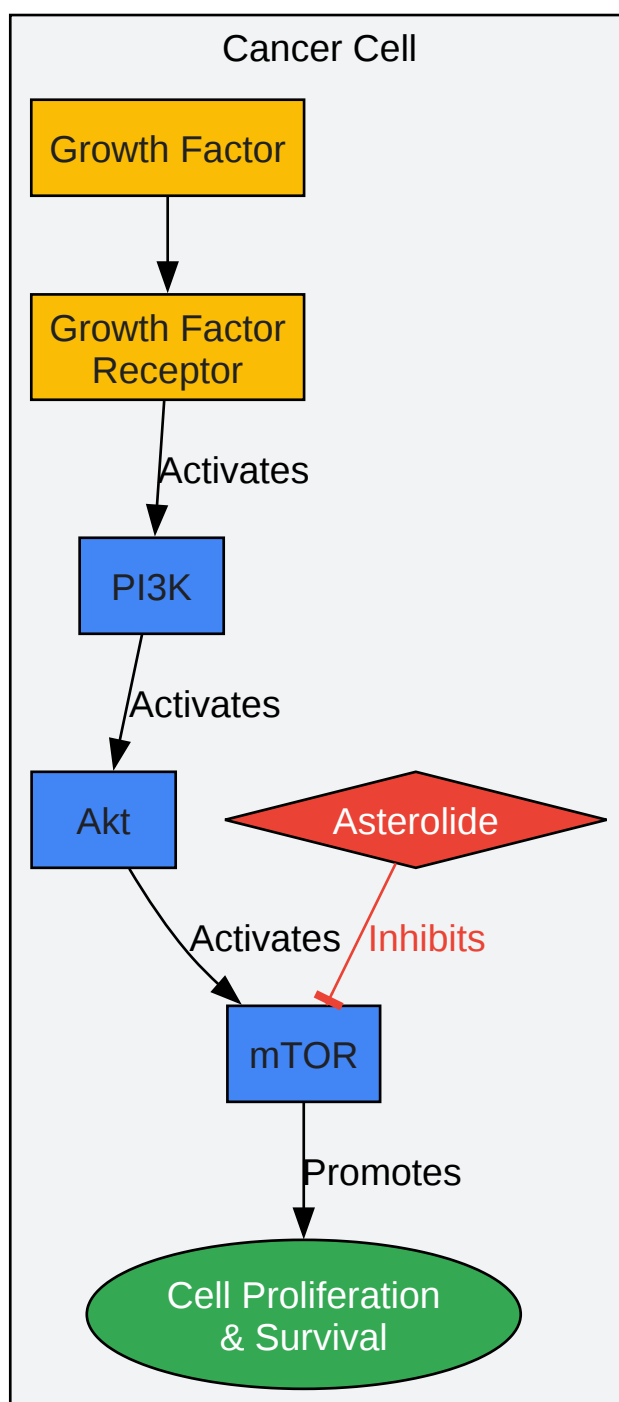 Cancer Cell
Growth Factor
Growth Factor
Receptor
Activates
PI3K
Activates
Akt
Asterolide
Activates
Inhibits
mTOR
Promotes
Cell Proliferation
& Survival